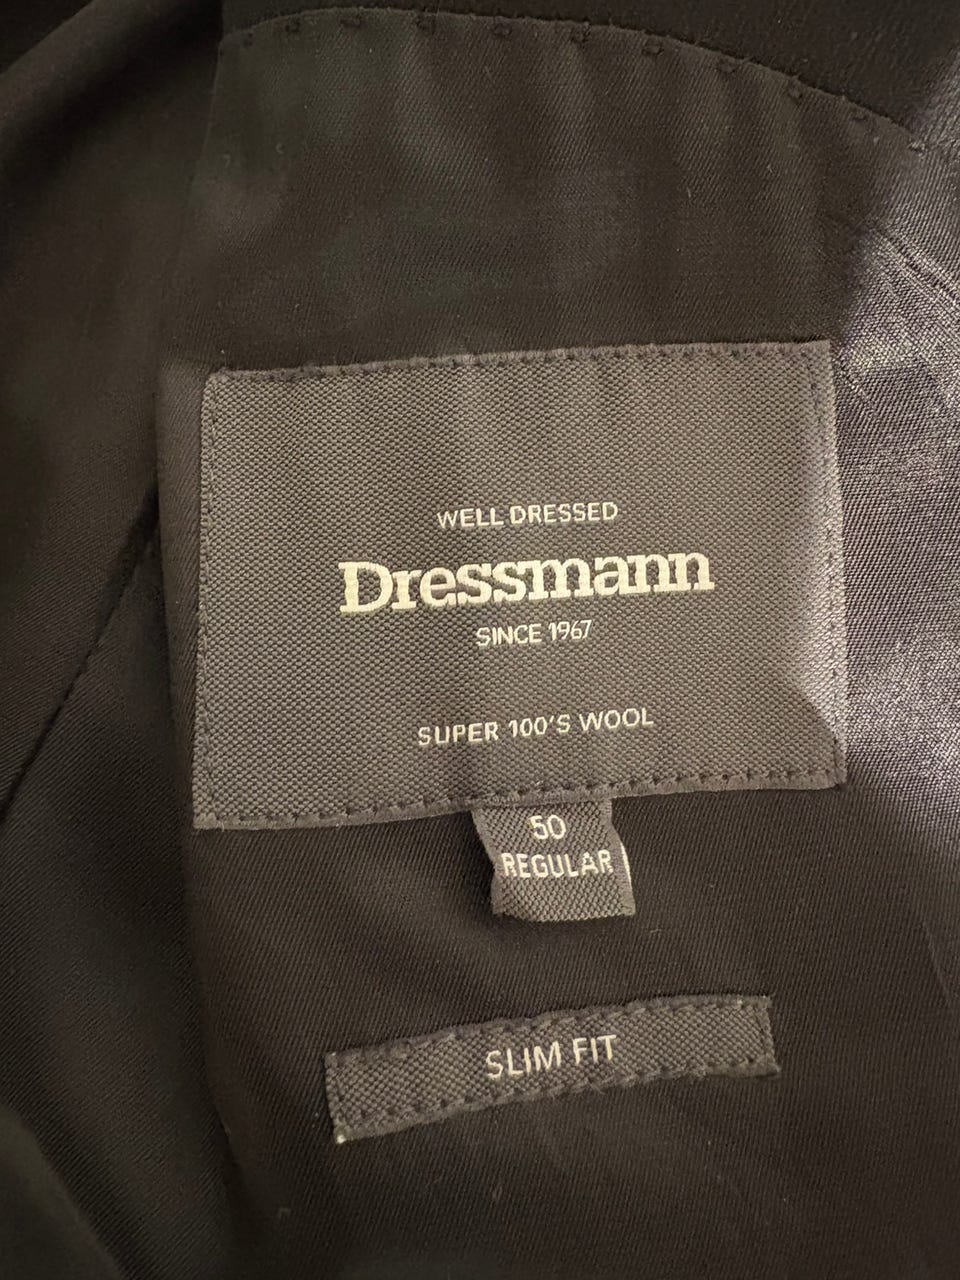 WELL DRESSED
Dressmann
SINCE 1967
SUPER 100'S WOOL
50
REGULAR
SLIM FIT